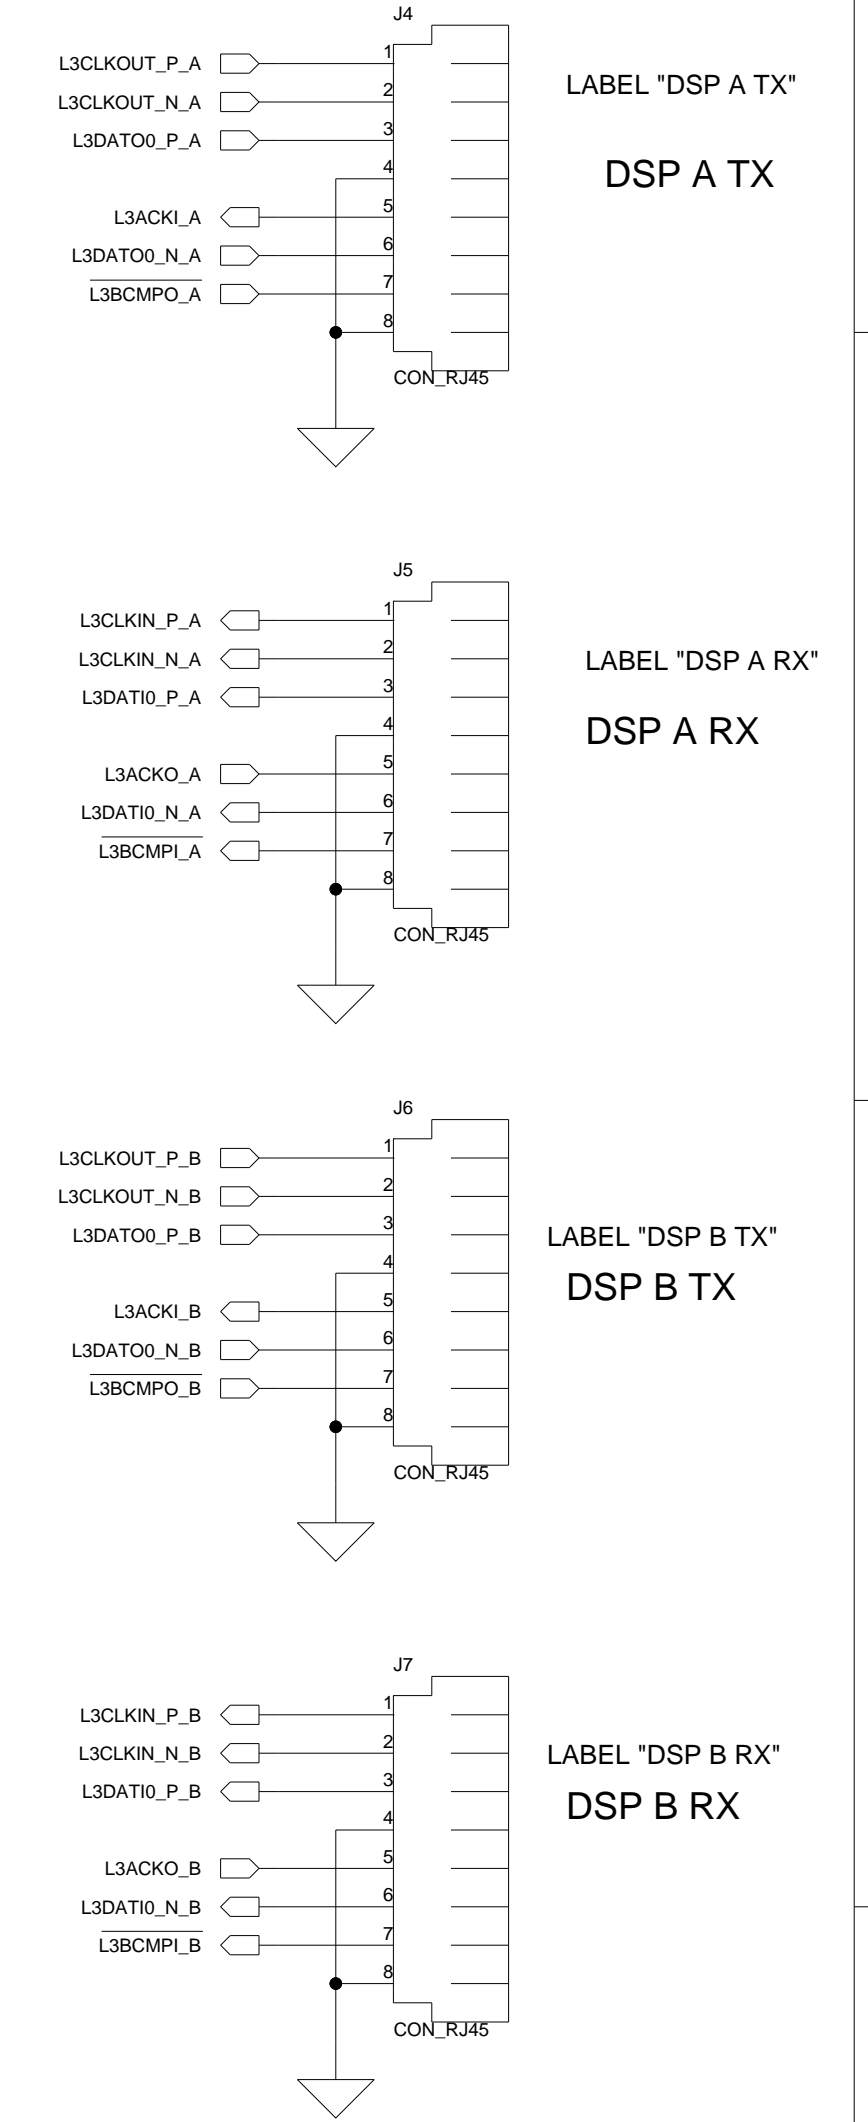 J4
1
L3CLKOUT_P_A
2
L3CLKOUT_N_A
LABEL "DSP A TX"
3
L3DATO0_P_A
4
DSP A TX
5
L3ACKI_A
6
L3DATO0_N_A
7
L3BCMPO_A
8
CON_RJ45
J5
1
L3CLKIN_P_A
2
L3CLKIN_N_A
LABEL "DSP A RX"
3
L3DATI0_P_A
4
DSP A RX
5
L3ACKO_A
6
L3DATI0_N_A
7
L3BCMPI_A
8
CON_RJ45
J6
1
L3CLKOUT_P_B
2
L3CLKOUT_N_B
3
L3DATO0_P_B
LABEL "DSP B TX"
4
DSP B TX
5
L3ACKI_B
6
L3DATO0_N_B
7
L3BCMPO_B
8
CON_RJ45
J7
1
L3CLKIN_P_B
2
L3CLKIN_N_B
LABEL "DSP B RX"
3
L3DATI0_P_B
DSP B RX
4
5
L3ACKO_B
6
L3DATI0_N_B
7
L3BCMPI_B
8
CON_RJ45